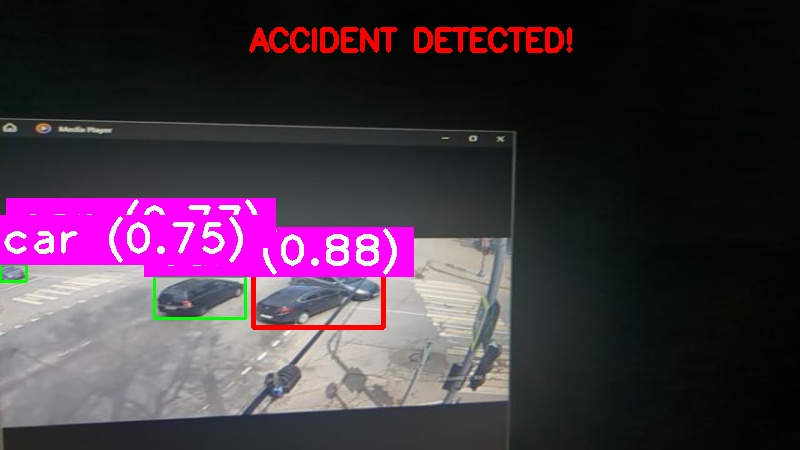 ACCIDENT DETECTED!
Media Player
(0.77)
car (0.75)
(0.88)